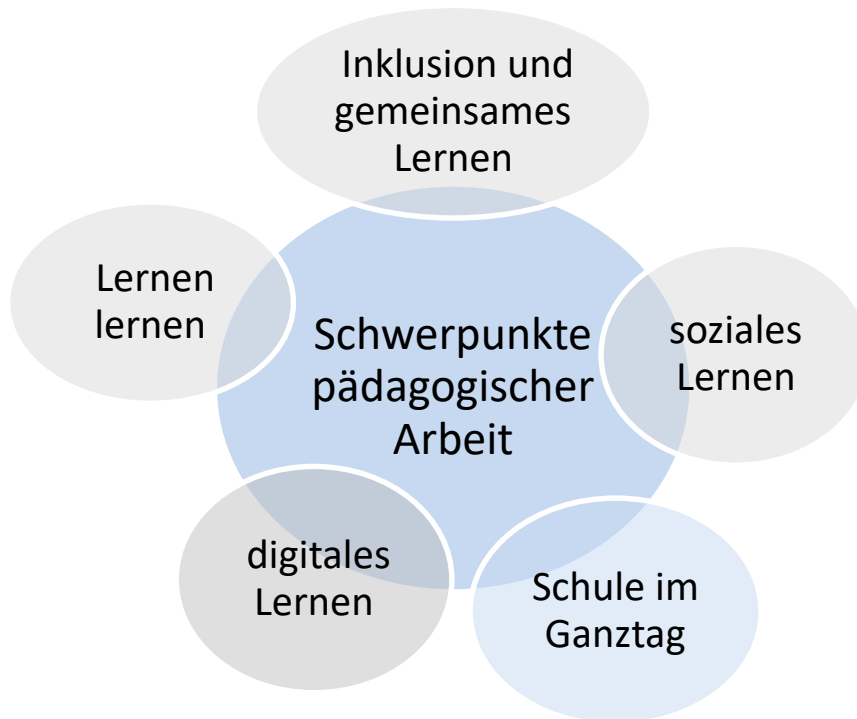 Inklusion und
gemeinsames
Lernen
Lernen
lernen
Schwerpunkte
pädagogischer
Arbeit
soziales
Lernen
digitales
Lernen
Schule im
Ganztag